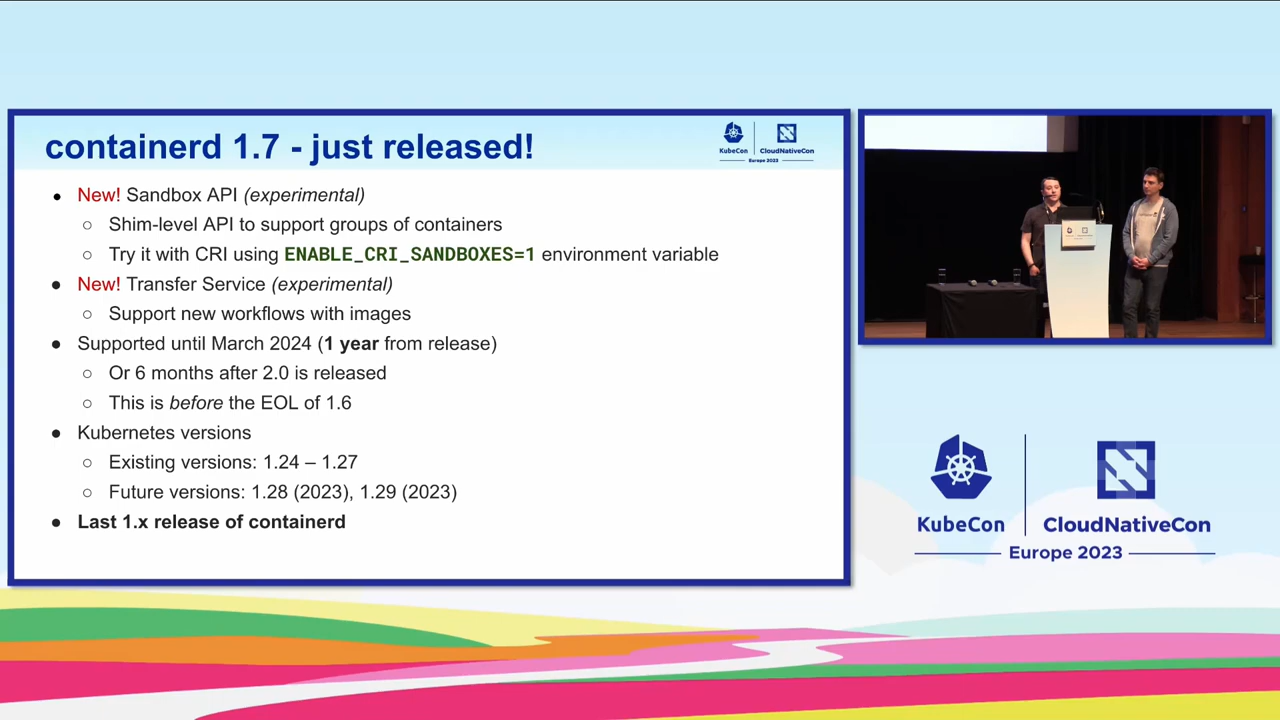 containerd 1.7 - just released!
KubeCon
CloudNativeCon
Europe 2023
● New! Sandbox API (experimental)
○ Shim-level API to support groups of containers
○ Try it with CRI using ENABLE_CRI_SANDBOXES=1 environment variable
● New! Transfer Service (experimental)
○ Support new workflows with images
● Supported until March 2024 (1 year from release)
○ Or 6 months after 2.0 is released
○ This is before the EOL of 1.6
● Kubernetes versions
○ Existing versions: 1.24 – 1.27
○ Future versions: 1.28 (2023), 1.29 (2023)
● Last 1.x release of containerd
KubeCon
CloudNativeCon
Europe 2023